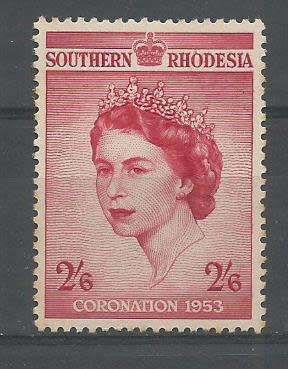 SOUTHERN RHODESIA
2/6 2/6
CORONATION 1953